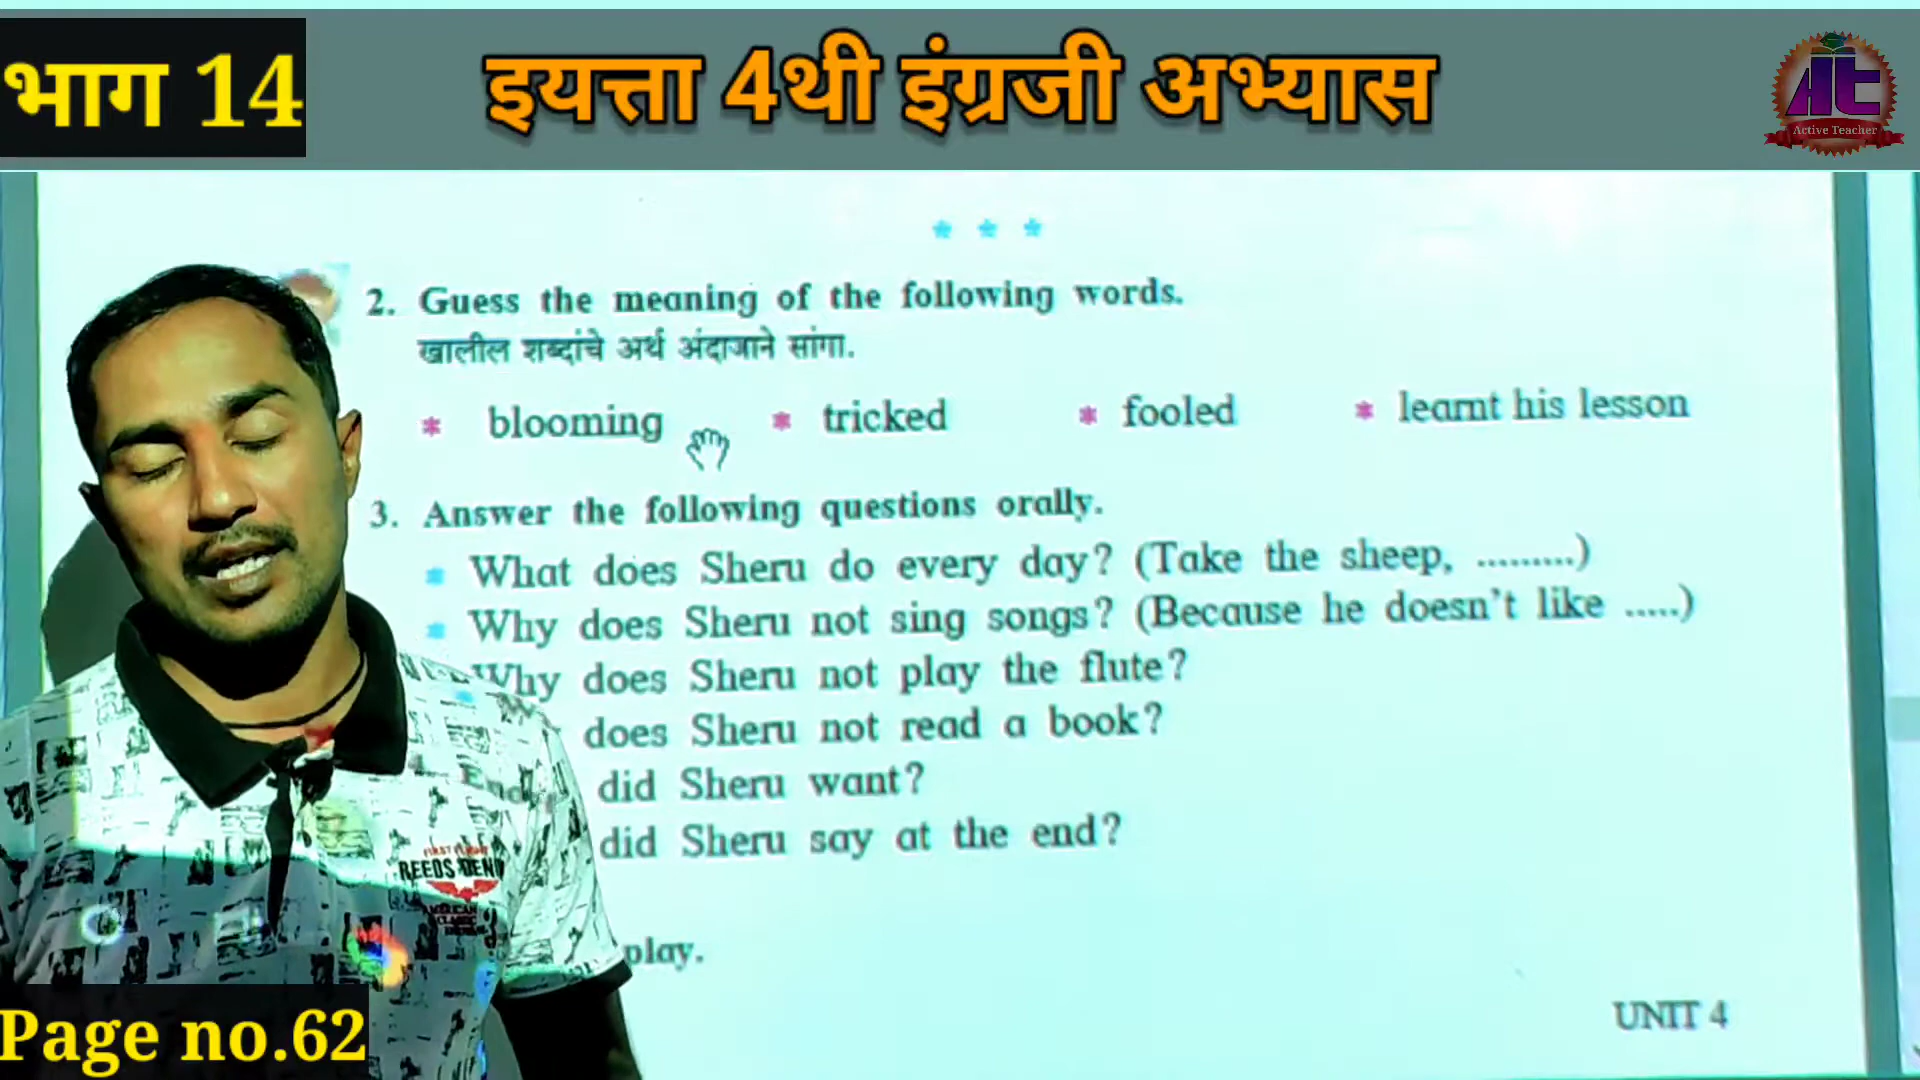 भाग 14
इयत्ता 4थी इंग्रजी अभ्यास
Active Teacher
* * *
2. Guess the meaning of the following words.
खालील शब्दांचे अर्थ अंदाजाने सांगा.
* blooming * tricked * fooled * learnt his lesson
3. Answer the following questions orally.
* What does Sheru do every day? (Take the sheep, .........)
* Why does Sheru not sing songs? (Because he doesn't like .....)
Why does Sheru not play the flute?
does Sheru not read a book?
did Sheru want?
did Sheru say at the end?
play.
REEDS
UNIT 4
Page no.62